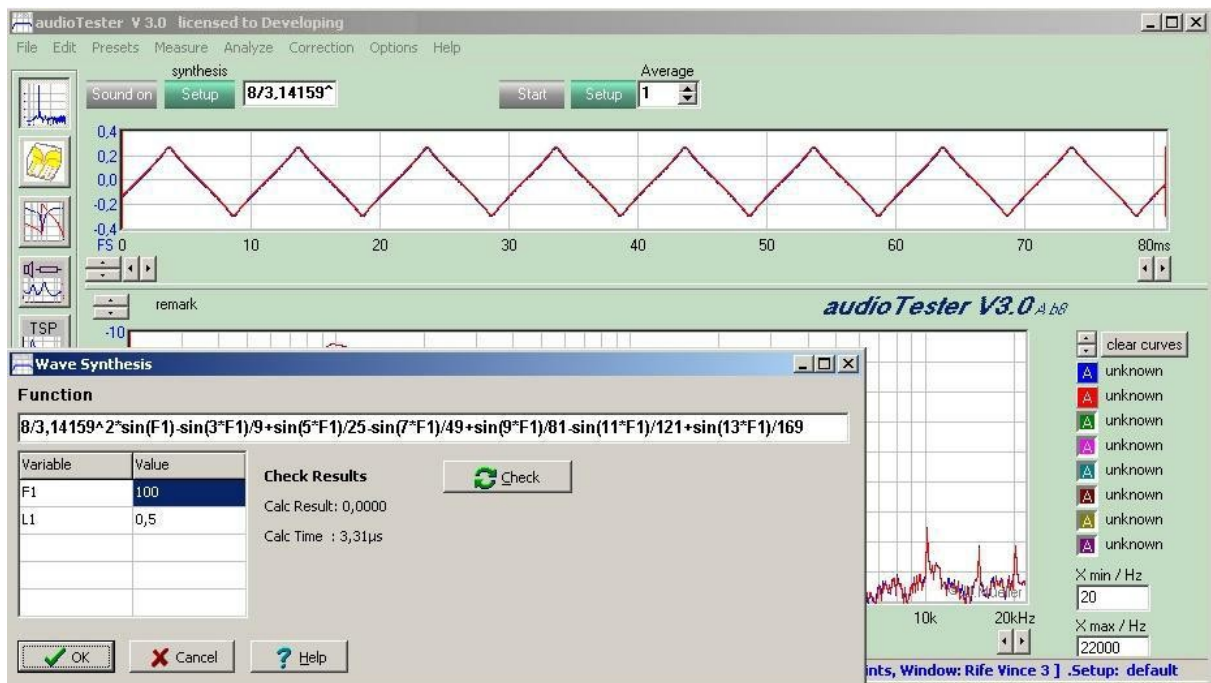 audioTester V 3.0 licensed to Developing
File Edit Presets Measure Analyze Correction Options Help
synthesis
Sound on Setup 8/3,14159^
Start Setup
Average
1
0,4
0,2
0,0
-0,2
-0,4
FS 0 10 20 30 40 50 60 70 80ms
TSP
remark
audioTester V3.0 A b8
-10
clear curves
A unknown
A unknown
A unknown
A unknown
A unknown
A unknown
A unknown
A unknown
X min / Hz
20
X max / Hz
22000
10k 20kHz
ints, Window: Rife Vince 3 ] .Setup: default
Wave Synthesis
Function
8/3,14159^2*sin(F1)-sin(3*F1)/9+sin(5*F1)/25-sin(7*F1)/49+sin(9*F1)/81-sin(11*F1)/121+sin(13*F1)/169
Variable Value
F1 100
L1 0,5
Check Results
Check
Calc Result: 0,0000
Calc Time : 3,31µs
OK Cancel Help